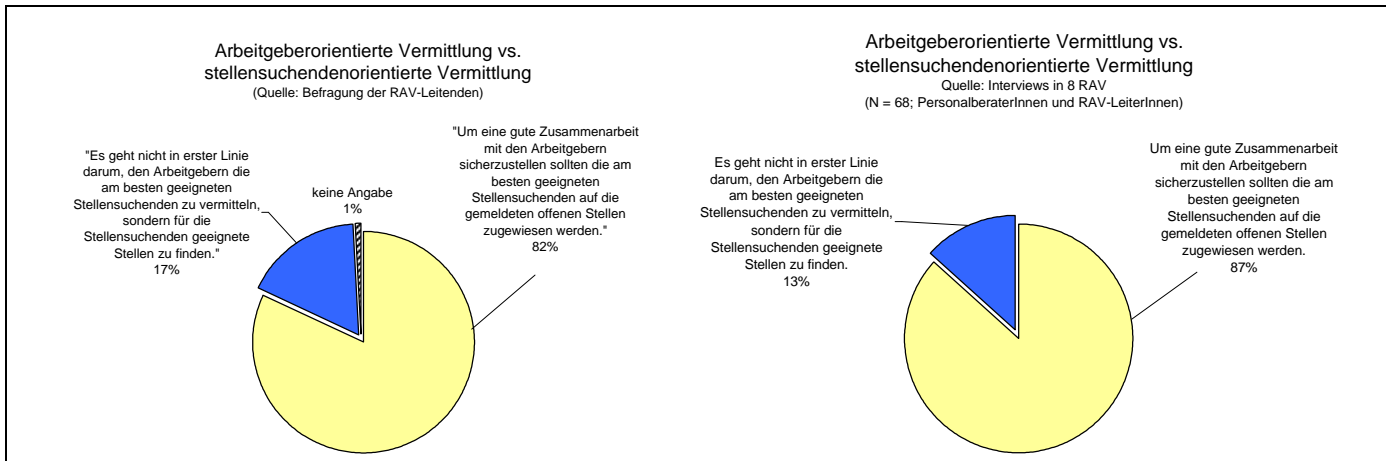 Arbeitgeberorientierte Vermittlung vs.
stellensuchendenorientierte Vermittlung
(Quelle: Befragung der RAV-Leitenden)
"Es geht nicht in erster Linie
darum, den Arbeitgebern die
am besten geeigneten
Stellensuchenden zu vermitteln,
sondern für die
Stellensuchenden geeignete
Stellen zu finden."
17%
keine Angabe
1%
"Um eine gute Zusammenarbeit
mit den Arbeitgebern
sicherzustellen sollten die am
besten geeigneten
Stellensuchenden auf die
gemeldeten offenen Stellen
zugewiesen werden."
82%
Arbeitgeberorientierte Vermittlung vs.
stellensuchendenorientierte Vermittlung
Quelle: Interviews in 8 RAV
(N = 68; PersonalberaterInnen und RAV-LeiterInnen)
Es geht nicht in erster Linie
darum, den Arbeitgebern die
am besten geeigneten
Stellensuchenden zu vermitteln,
sondern für die
Stellensuchenden geeignete
Stellen zu finden.
13%
Um eine gute Zusammenarbeit
mit den Arbeitgebern
sicherzustellen sollten die am
besten geeigneten
Stellensuchenden auf die
gemeldeten offenen Stellen
zugewiesen werden.
87%